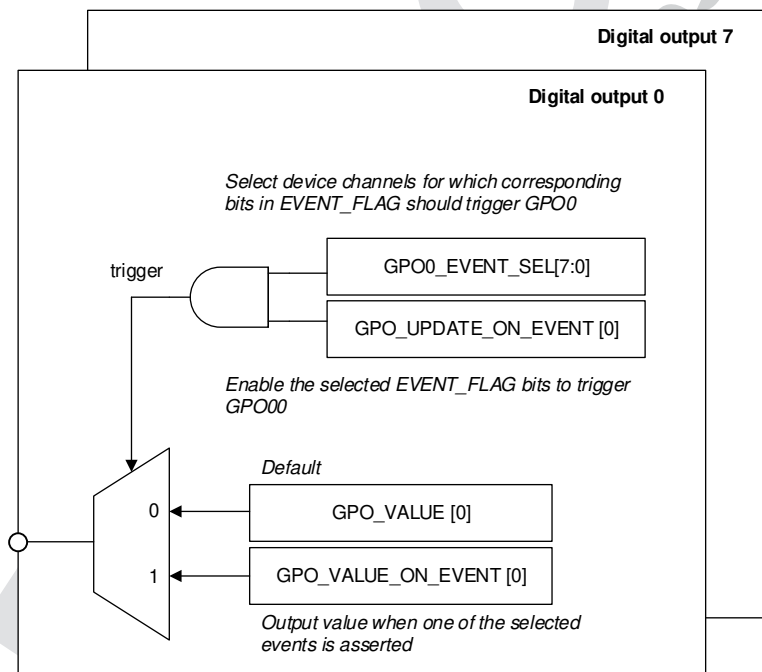 Digital output 7
Digital output 0
Select device channels for which corresponding
bits in EVENT_FLAG should trigger GPO0
trigger
GPO0_EVENT_SEL[7:0]
GPO_UPDATE_ON_EVENT [0]
Enable the selected EVENT_FLAG bits to trigger
GPO00
Default
0
GPO_VALUE [0]
1
GPO_VALUE_ON_EVENT [0]
Output value when one of the selected
events is asserted